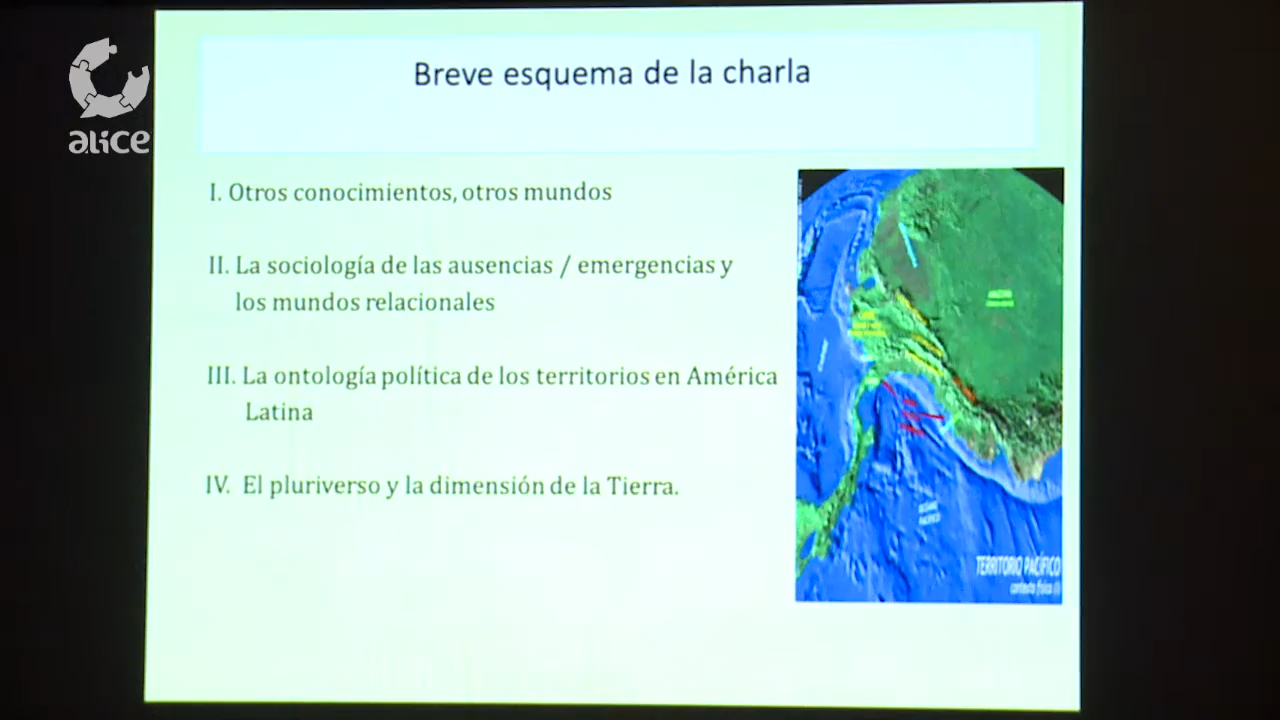 alice
Breve esquema de la charla
I. Otros conocimientos, otros mundos
II. La sociología de las ausencias / emergencias y
los mundos relacionales
III. La ontología política de los territorios en América
Latina
IV. El pluriverso y la dimensión de la Tierra.
OCÉANO
PACÍFICO
TERRITORIO PACÍFICO